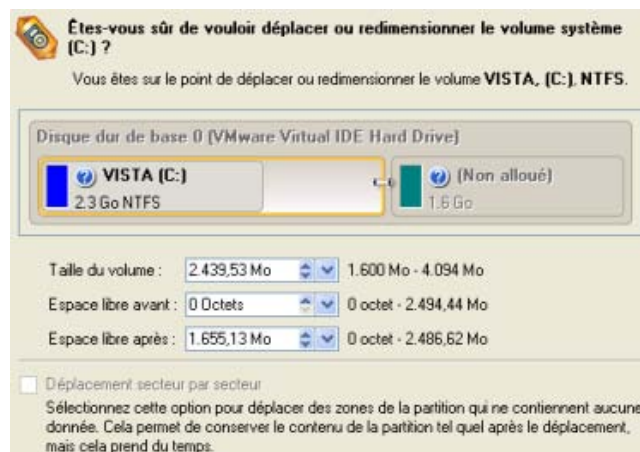 Êtes-vous sûr de vouloir déplacer ou redimensionner le volume système
(C:) ?
Vous êtes sur le point de déplacer ou redimensionner le volume VISTA, (C:), NTFS.
Disque dur de base 0 (VMware Virtual IDE Hard Drive)
VISTA (C:)
2.3 Go NTFS
(Non alloué)
1.6 Go
Taille du volume : 2.439,53 Mo 1.600 Mo - 4.094 Mo
Espace libre avant : 0 Octets 0 octet - 2.494,44 Mo
Espace libre après : 1.655,13 Mo 0 octet - 2.486,62 Mo
Déplacement secteur par secteur
Sélectionnez cette option pour déplacer des zones de la partition qui ne contiennent aucune
donnée. Cela permet de conserver le contenu de la partition tel quel après le déplacement,
mais cela prend du temps.